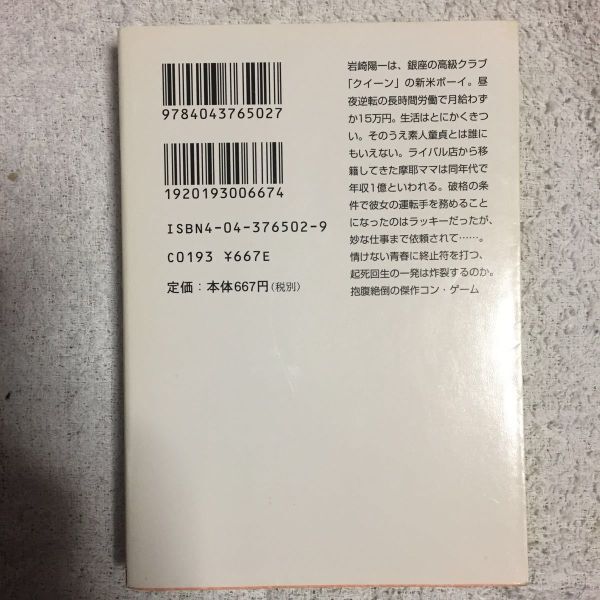 9784043765027
1920193006674
ISBN4-04-376502-9
C0193 ¥667E
定価：本体667円(税別)
岩崎陽一は、銀座の高級クラブ
「クイーン」の新米ボーイ。昼
夜逆転の長時間労働で月給わず
か15万円。生活はとにかくきつ
い。そのうえ素人童貞とは誰に
もいえない。ライバル店から移
籍してきた摩耶ママは同年代で
年収1億といわれる。破格の条
件で彼女の運転手を務めること
になったのはラッキーだったが、
妙な仕事まで依頼されて……。
情けない青春に終止符を打つ、
起死回生の一発は炸裂するのか。
抱腹絶倒の傑作コン・ゲーム